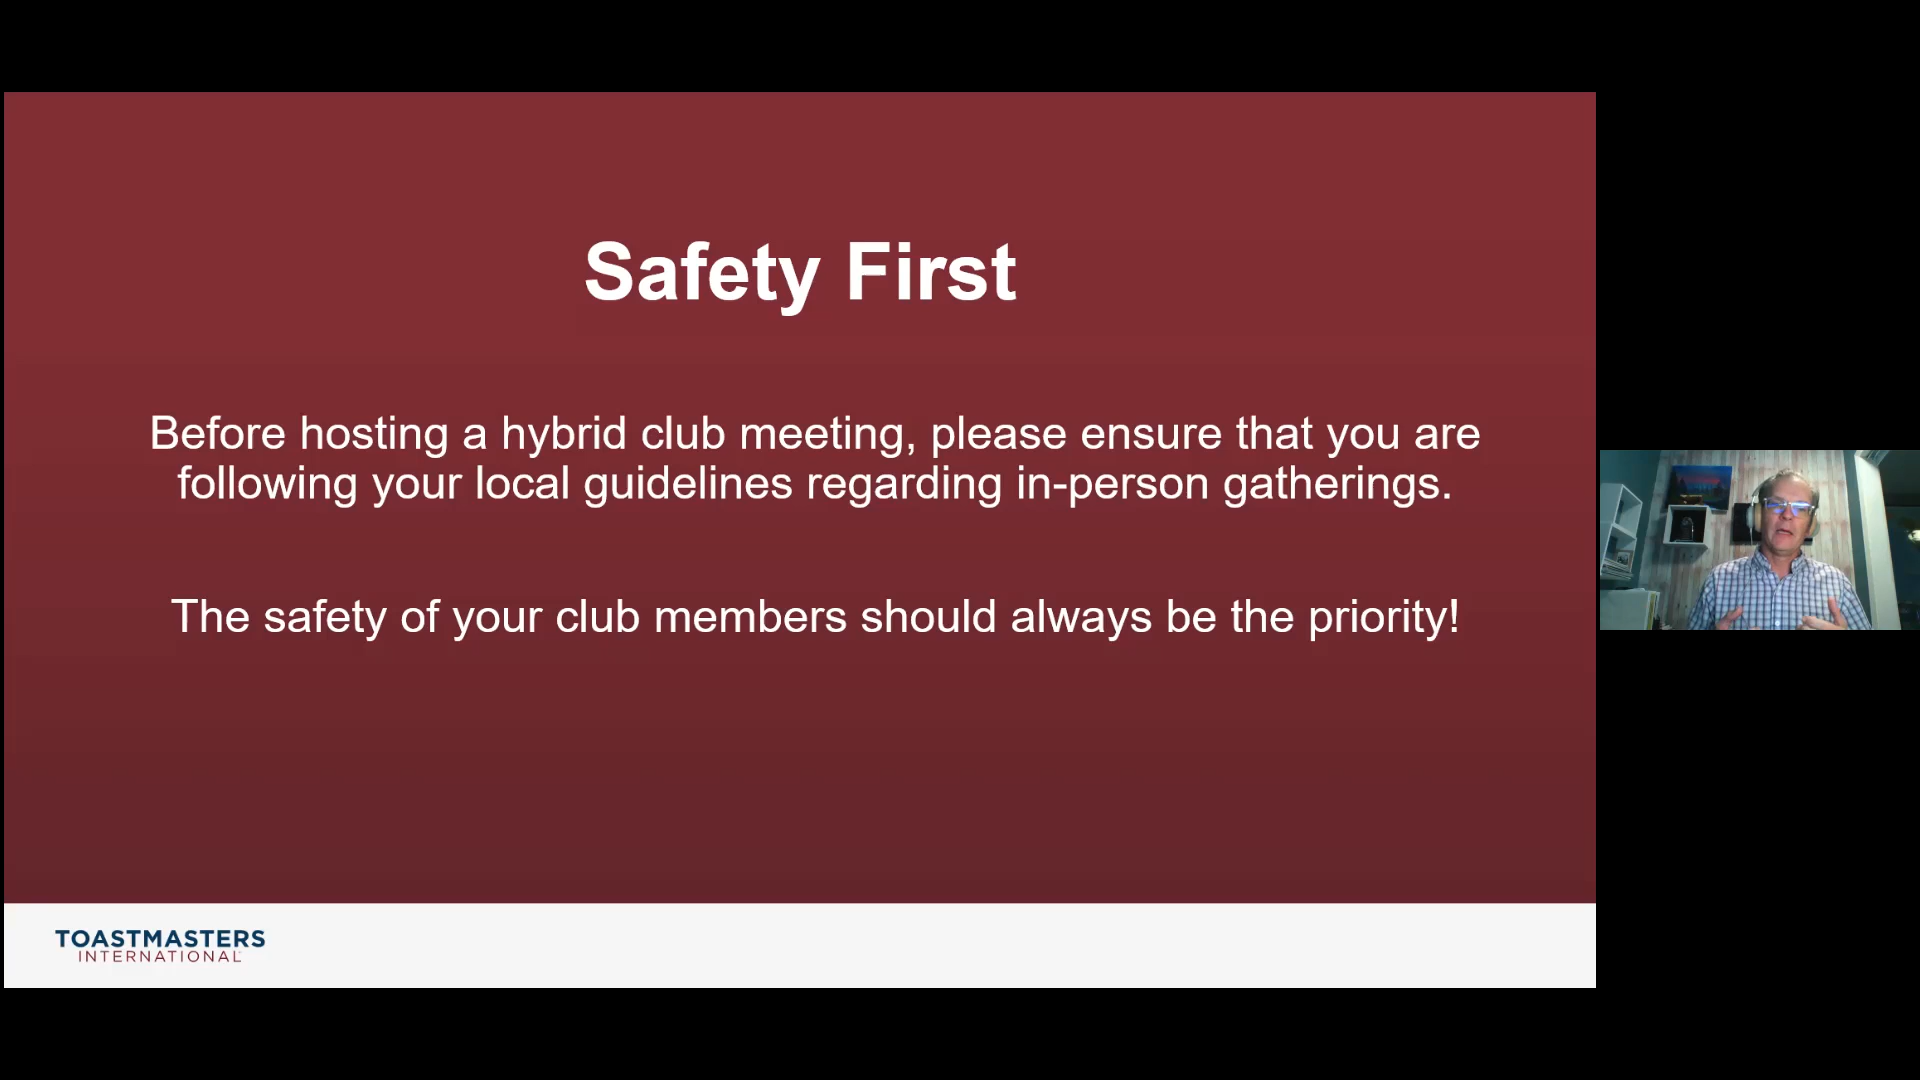 Safety First
Before hosting a hybrid club meeting, please ensure that you are
following your local guidelines regarding in-person gatherings.
The safety of your club members should always be the priority!
TOASTMASTERS
INTERNATIONAL